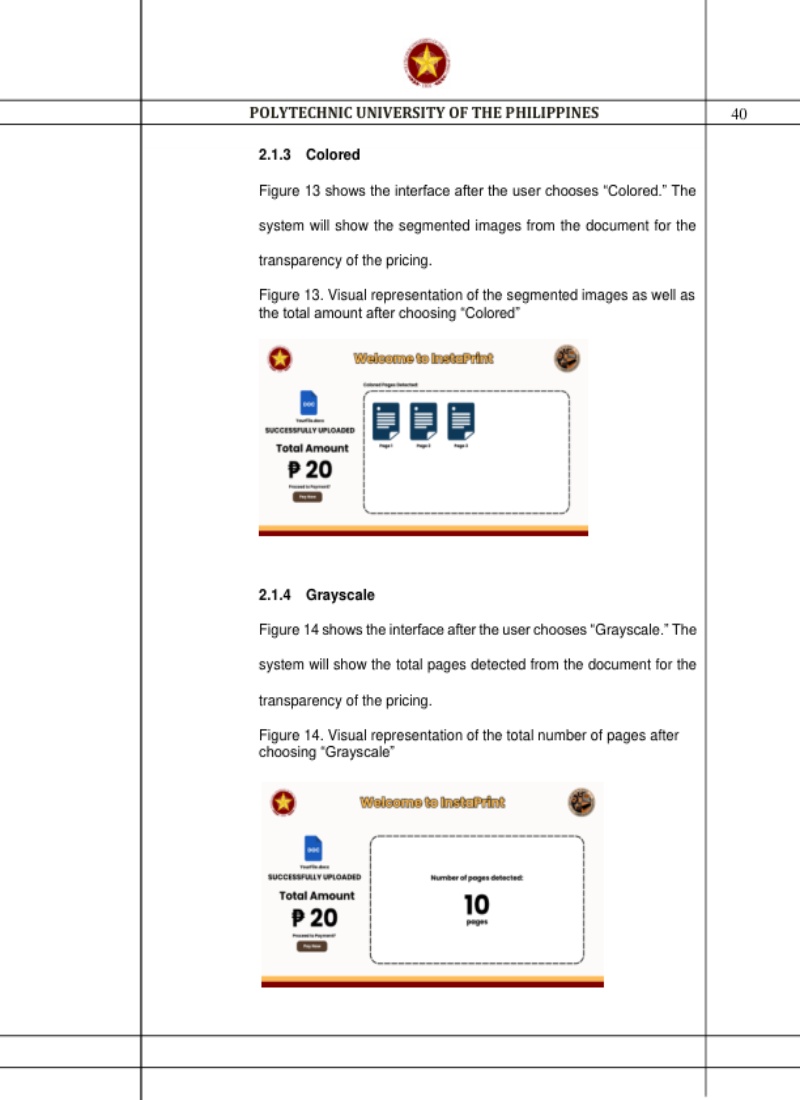 POLYTECHNIC UNIVERSITY OF THE PHILIPPINES
40
2.1.3 Colored
Figure 13 shows the interface after the user chooses “Colored.” The
system will show the segmented images from the document for the
transparency of the pricing.
Figure 13. Visual representation of the segmented images as well as
the total amount after choosing “Colored”
Welcome to InstaPrint
Colored Pages Detected:
DOC
Yourfile.docx
SUCCESSFULLY UPLOADED
Total Amount
₱ 20
Proceed to Payment?
Pay Now
Page 1
Page 2
Page 3
2.1.4 Grayscale
Figure 14 shows the interface after the user chooses “Grayscale.” The
system will show the total pages detected from the document for the
transparency of the pricing.
Figure 14. Visual representation of the total number of pages after
choosing “Grayscale”
Welcome to InstaPrint
DOC
Yourfile.docx
SUCCESSFULLY UPLOADED
Total Amount
₱ 20
Proceed to Payment?
Pay Now
Number of pages detected:
10
pages